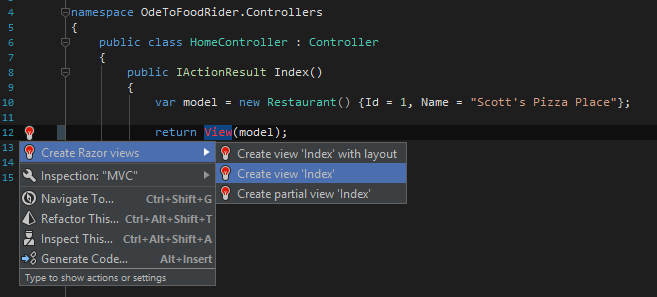 4 namespace OdeToFoodRider.Controllers
5 {
6 public class HomeController : Controller
7 {
8 public IActionResult Index()
9 {
10 var model = new Restaurant() {Id = 1, Name = "Scott's Pizza Place"};
11
12 return View(model);
13 Create Razor views Create view 'Index' with layout
14 Inspection: "MVC" Create view 'Index'
15 Navigate To... Ctrl+Shift+G Create partial view 'Index'
Refactor This... Ctrl+Alt+Shift+T
Inspect This... Ctrl+Alt+Shift+A
Generate Code... Alt+Insert
Type to show actions or settings